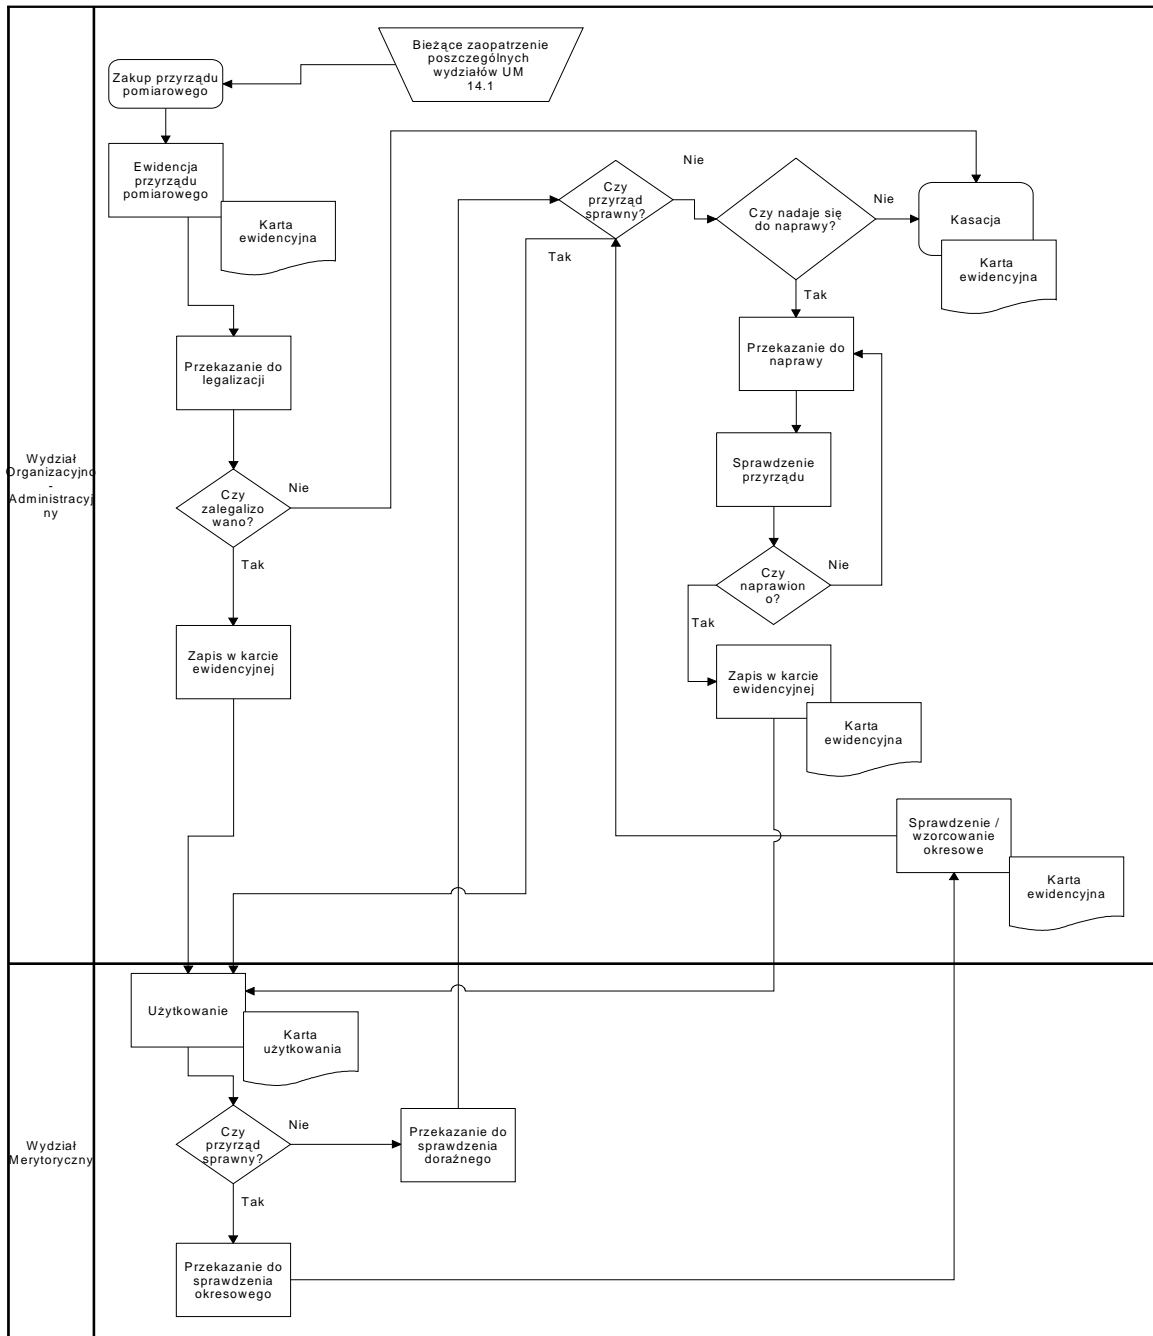 Bieżące zaopatrzenie
poszczególnych
wydziałów UM
14.1
Zakup przyrządu
pomiarowego
Ewidencja
przyrządu
pomiarowego
Karta
ewidencyjna
Czy
przyrząd
sprawny?
Nie
Tak
Czy nadaje się
do naprawy?
Nie
Tak
Kasacja
Karta
ewidencyjna
Przekazanie do
legalizacji
Przekazanie do
naprawy
Sprawdzenie
przyrządu
Wydział
Organizacyjno
-
Administracyj
ny
Czy
zalegalizo
wano?
Nie
Tak
Czy
naprawion
o?
Nie
Tak
Zapis w karcie
ewidencyjnej
Zapis w karcie
ewidencyjnej
Karta
ewidencyjna
Sprawdzenie /
wzorcowanie
okresowe
Karta
ewidencyjna
Użytkowanie
Karta
użytkowania
Wydział
Merytoryczny
Czy
przyrząd
sprawny?
Nie
Tak
Przekazanie do
sprawdzenia
doraźnego
Przekazanie do
sprawdzenia
okresowego